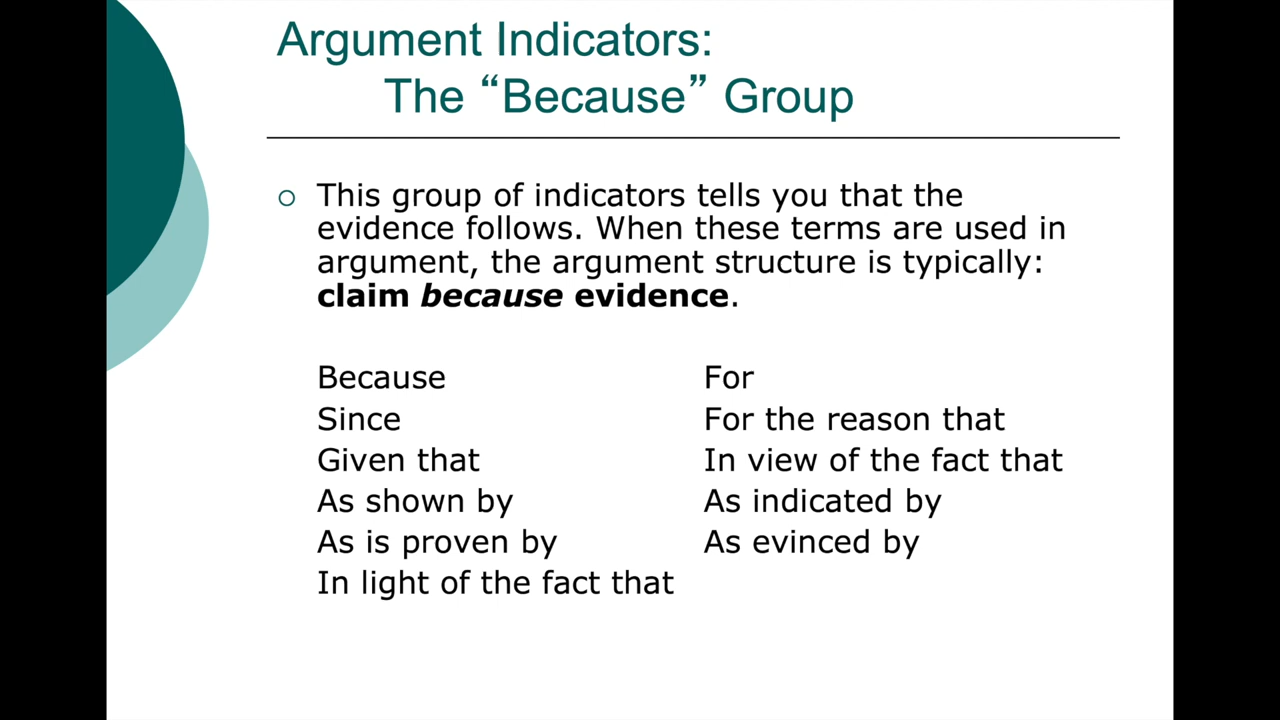 Argument Indicators:
The “Because” Group
This group of indicators tells you that the
evidence follows. When these terms are used in
argument, the argument structure is typically:
claim because evidence.
Because
Since
Given that
As shown by
As is proven by
In light of the fact that
For
For the reason that
In view of the fact that
As indicated by
As evinced by